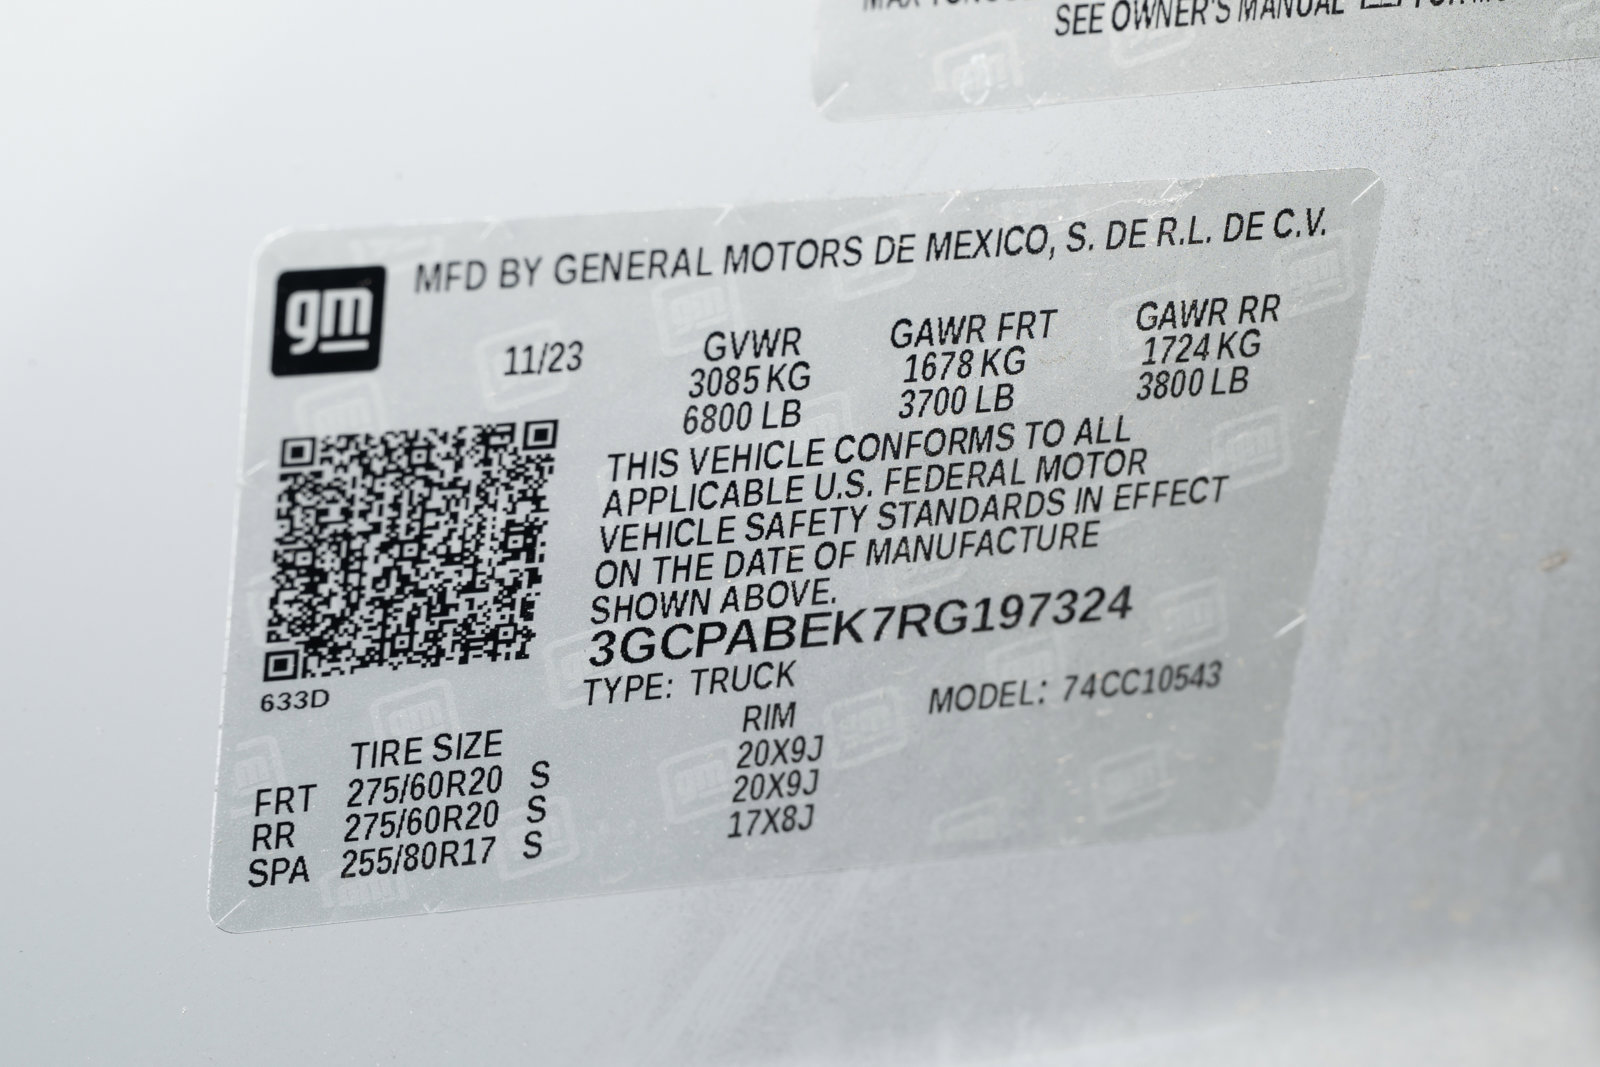 SEE OWNER'S MANUAL
gm
MFD BY GENERAL MOTORS DE MEXICO, S. DE R.L. DE C.V.
11/23 GVWR GAWR FRT GAWR RR
3085 KG 1678 KG 1724 KG
6800 LB 3700 LB 3800 LB
THIS VEHICLE CONFORMS TO ALL
APPLICABLE U.S. FEDERAL MOTOR
VEHICLE SAFETY STANDARDS IN EFFECT
ON THE DATE OF MANUFACTURE
SHOWN ABOVE.
3GCPABEK7RG197324
TYPE: TRUCK MODEL: 74CC10543
633D
TIRE SIZE RIM
FRT 275/60R20 S 20X9J
RR 275/60R20 S 20X9J
SPA 255/80R17 S 17X8J